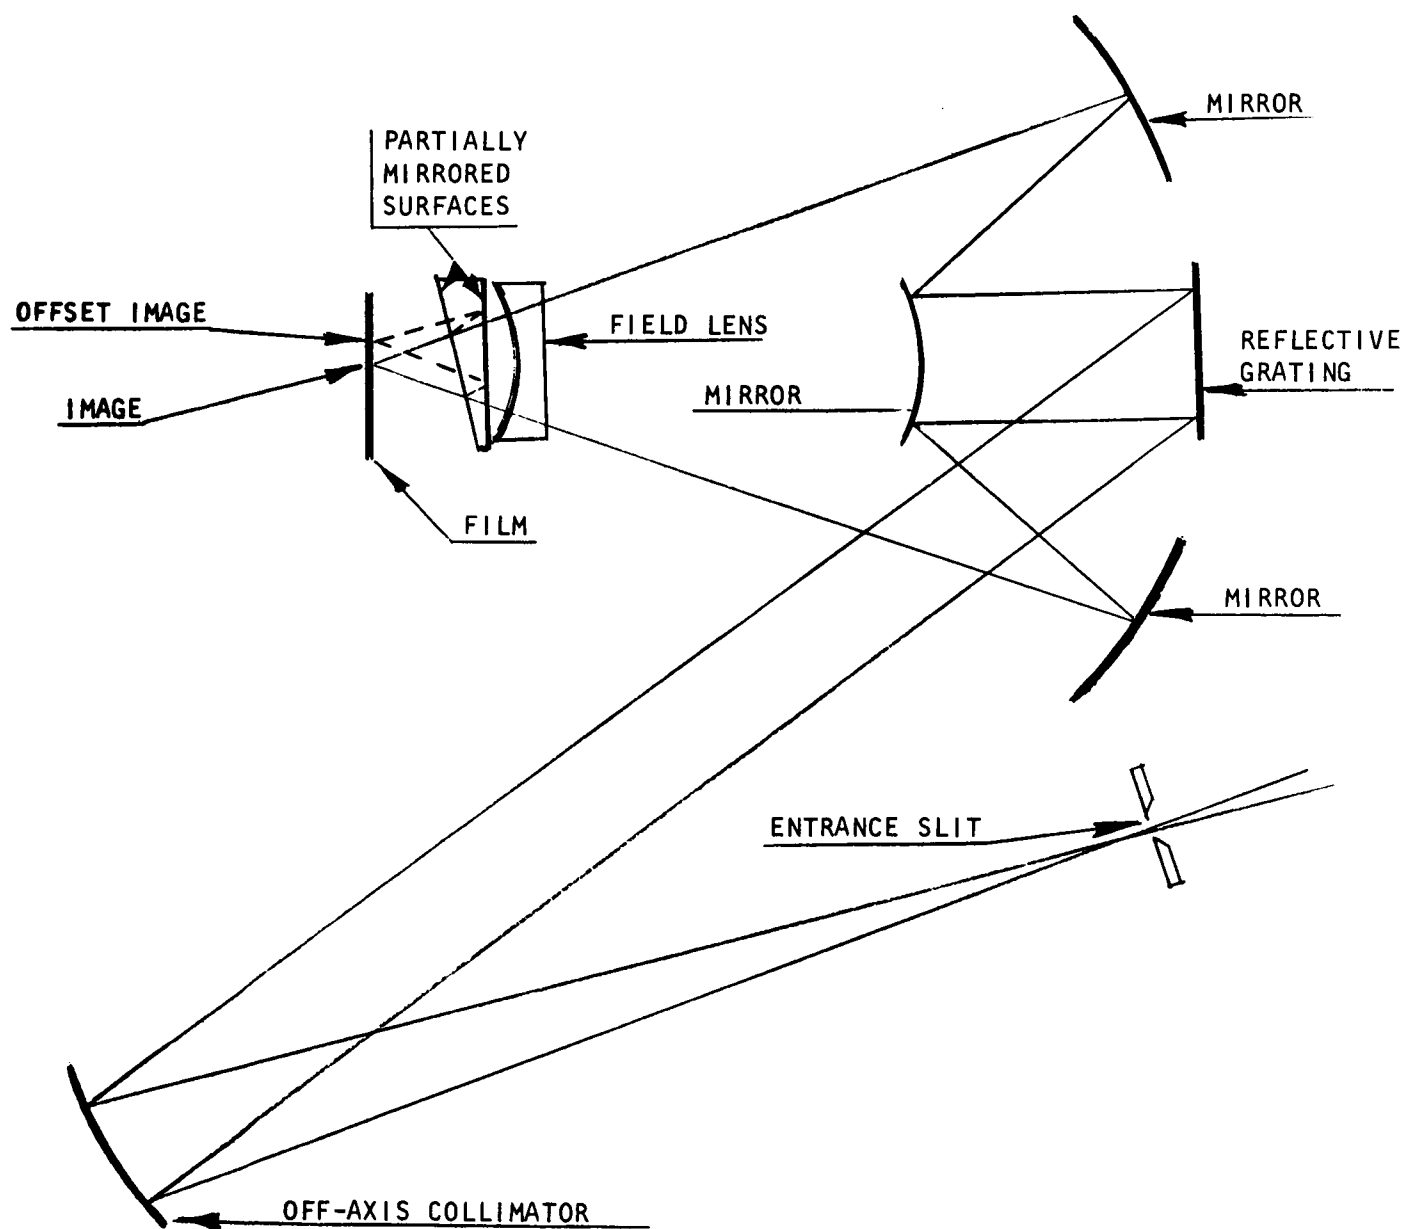 MIRROR
PARTIALLY
MIRRORED
SURFACES
OFFSET IMAGE
FIELD LENS
REFLECTIVE
GRATING
IMAGE
MIRROR
FILM
MIRROR
ENTRANCE SLIT
OFF-AXIS COLLIMATOR